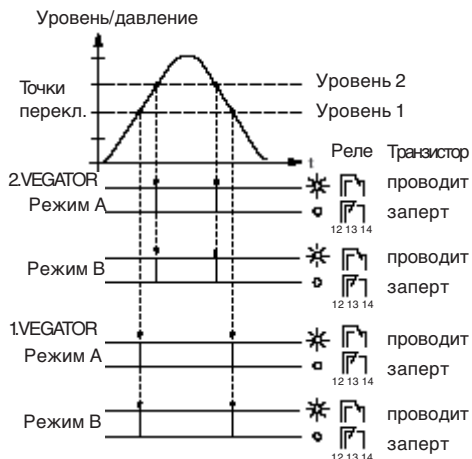 Уровень/давление
Точки
перекл.
Уровень 2
Уровень 1
t
Реле Транзистор
2.VEGATOR
Режим A
проводит
заперт
12 13 14
Режим B
проводит
заперт
12 13 14
1.VEGATOR
Режим A
проводит
заперт
12 13 14
Режим B
проводит
заперт
12 13 14